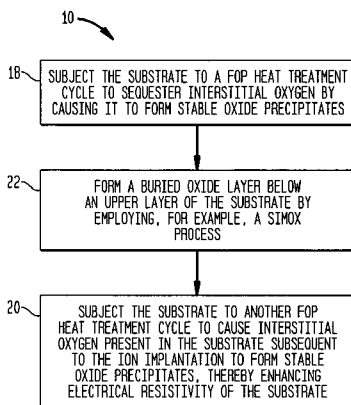 10
18
SUBJECT THE SUBSTRATE TO A FOP HEAT TREATMENT
CYCLE TO SEQUESTER INTERSTITIAL OXYGEN BY
CAUSING IT TO FORM STABLE OXIDE PRECIPITATES
22
FORM A BURIED OXIDE LAYER BELOW
AN UPPER LAYER OF THE SUBSTRATE BY
EMPLOYING, FOR EXAMPLE, A SIMOX
PROCESS
20
SUBJECT THE SUBSTRATE TO ANOTHER FOP
HEAT TREATMENT CYCLE TO CAUSE INTERSTITIAL
OXYGEN PRESENT IN THE SUBSTRATE SUBSEQUENT
TO THE ION IMPLANTATION TO FORM STABLE
OXIDE PRECIPITATES, THEREBY ENHANCING
ELECTRICAL RESISTIVITY OF THE SUBSTRATE